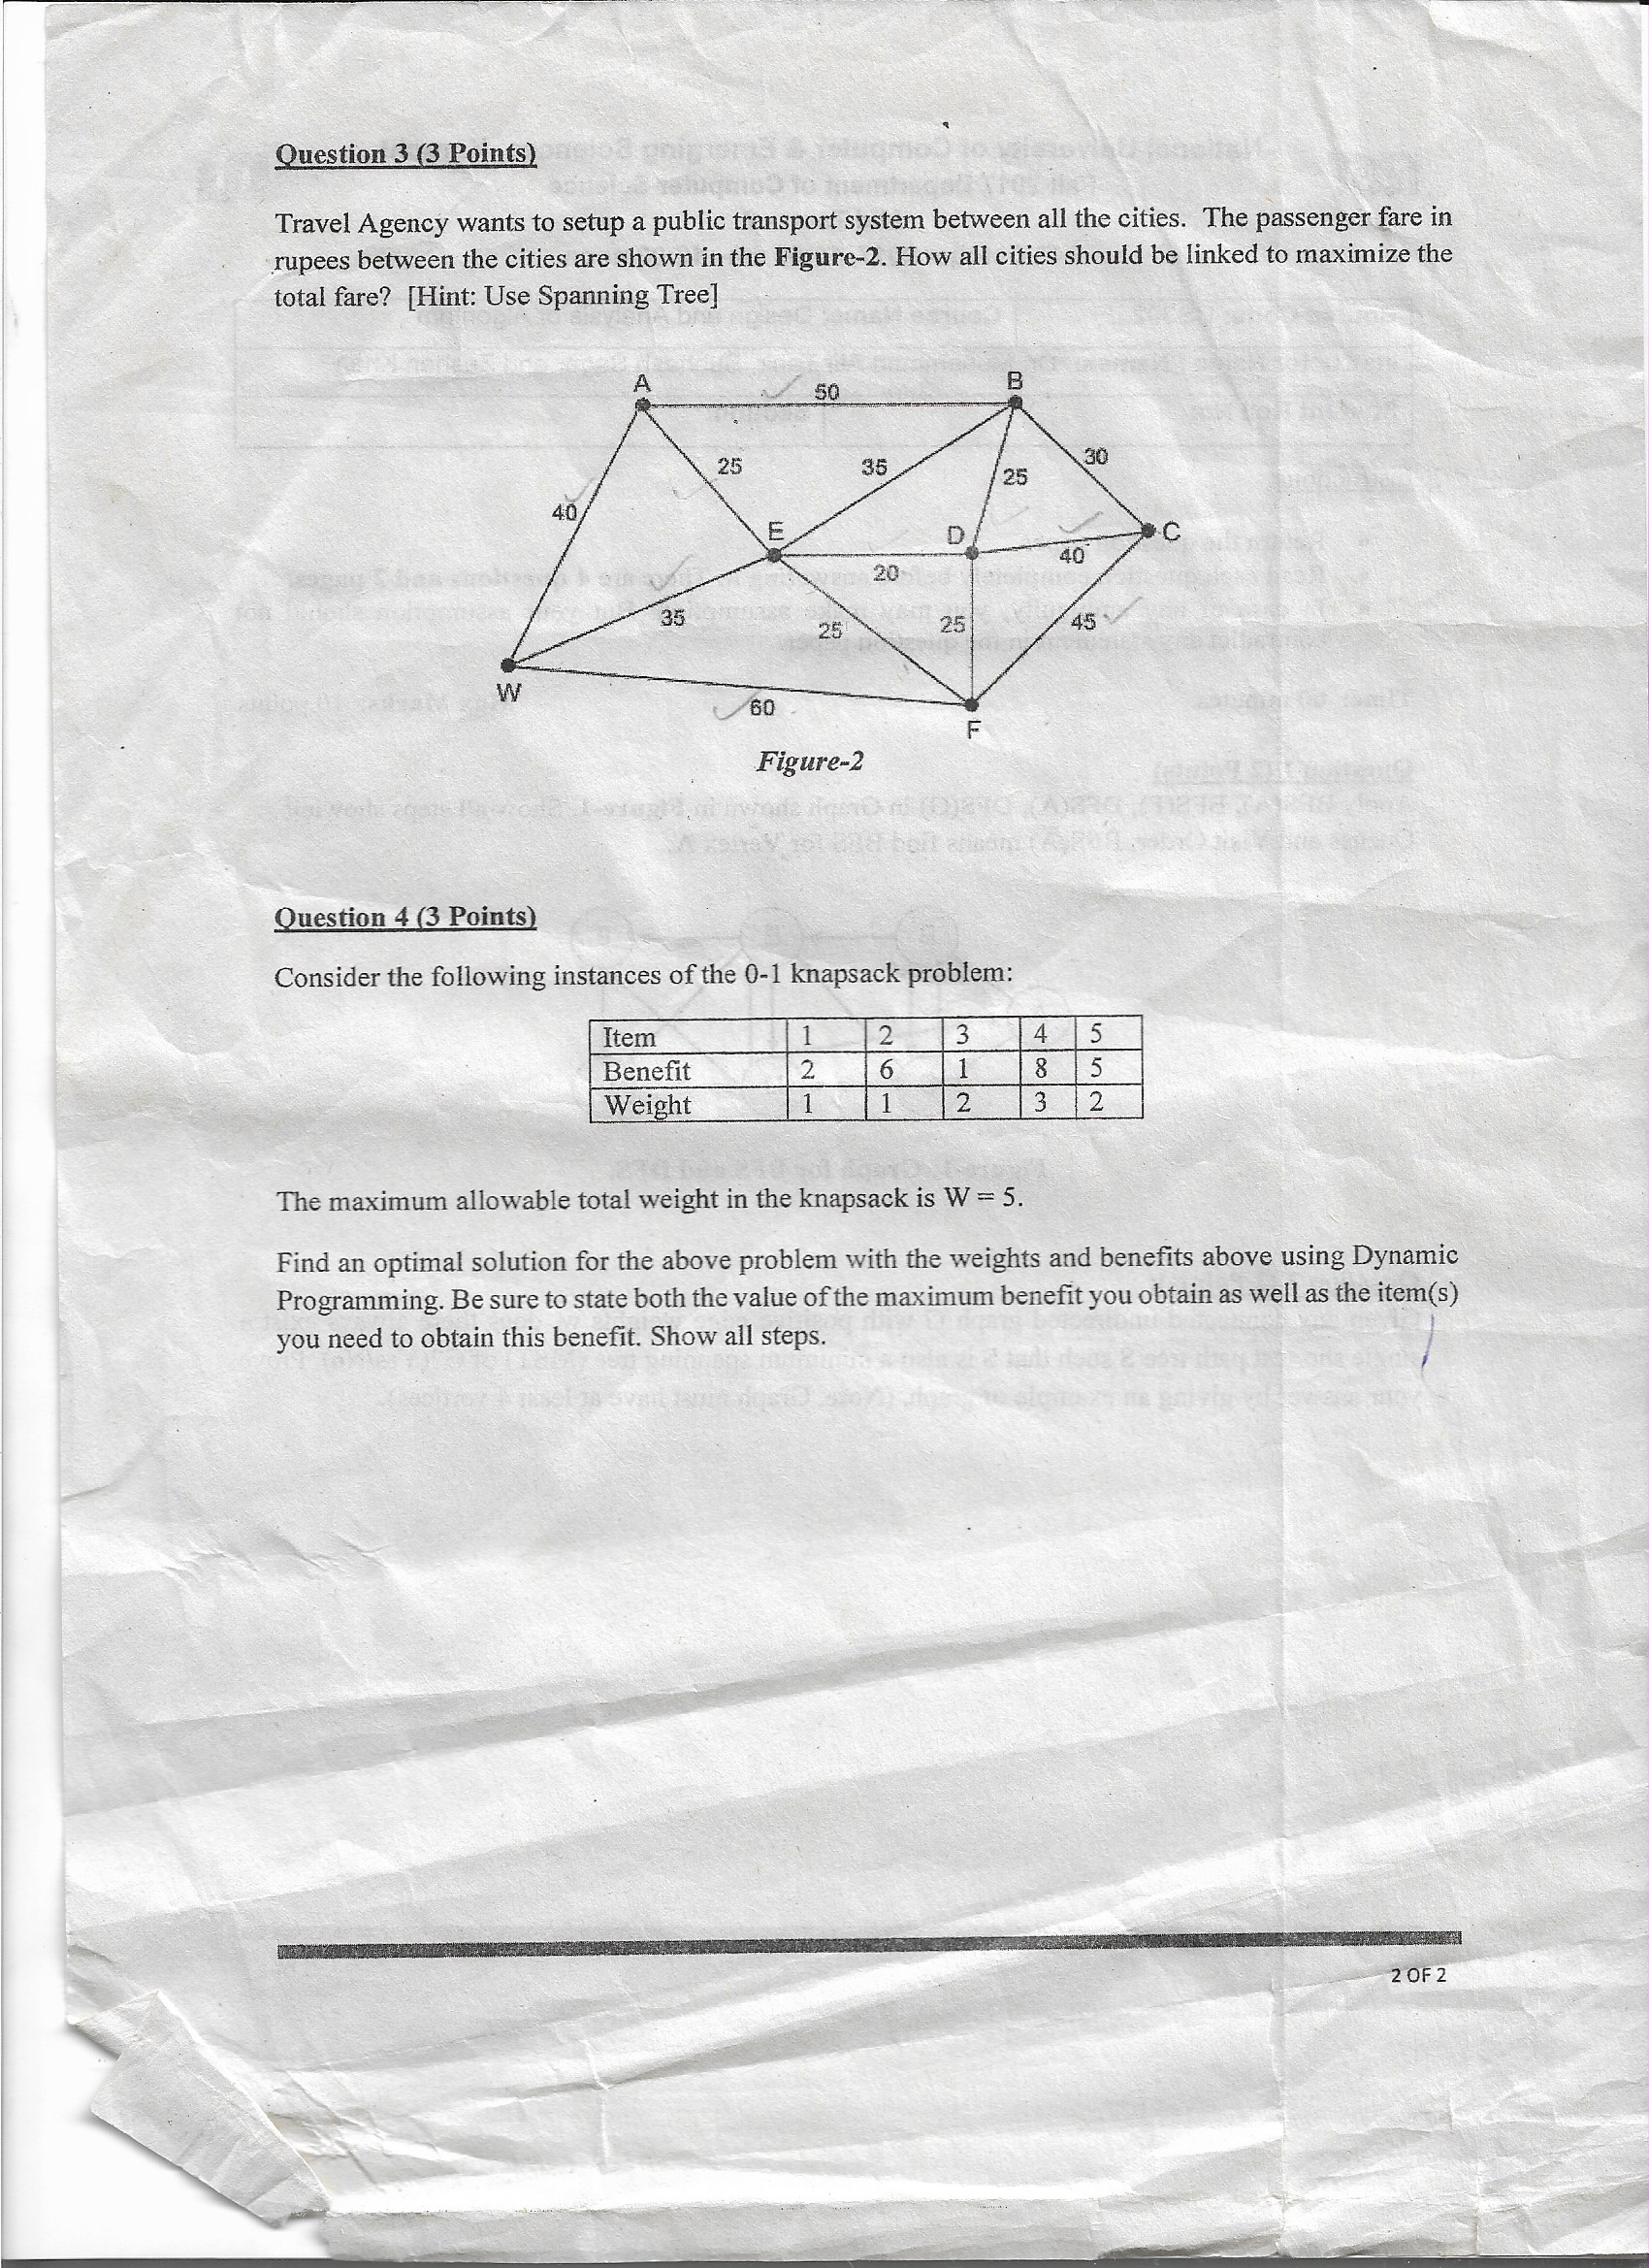 Question 3 (3 Points)
Travel Agency wants to setup a public transport system between all the cities. The passenger fare in
rupees between the cities are shown in the Figure-2. How all cities should be linked to maximize the
total fare? [Hint: Use Spanning Tree]
A
50
B
25
35
25
30
40
E
D
C
20
40
35
25
25
45
W
60
F
Figure-2
Question 4 (3 Points)
Consider the following instances of the 0-1 knapsack problem:
Item 1 2 3 4 5
Benefit 2 6 1 8 5
Weight 1 1 2 3 2
The maximum allowable total weight in the knapsack is W = 5.
Find an optimal solution for the above problem with the weights and benefits above using Dynamic
Programming. Be sure to state both the value of the maximum benefit you obtain as well as the item(s)
you need to obtain this benefit. Show all steps.
2 OF 2